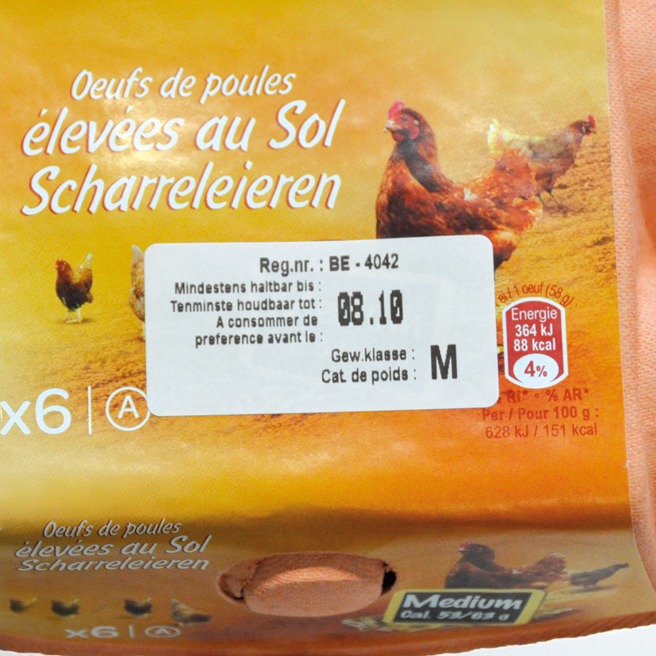 Oeufs de poules
élevées au Sol
Scharreleieren
Reg.nr. : BE - 4042
Mindestens haltbar bis :
Tenminste houdbaar tot :
A consommer de
preference avant le :
08.10
Gew.klasse :
Cat. de poids :
M
/ 1 oeuf (58 g)
Energie
364 kJ
88 kcal
4%
RI* • % AR*
Per / Pour 100 g :
628 kJ / 151 kcal
x6 | A
Oeufs de poules
élevées au Sol
Scharreleieren
x6 | A
Medium
Cal. 53/63 g